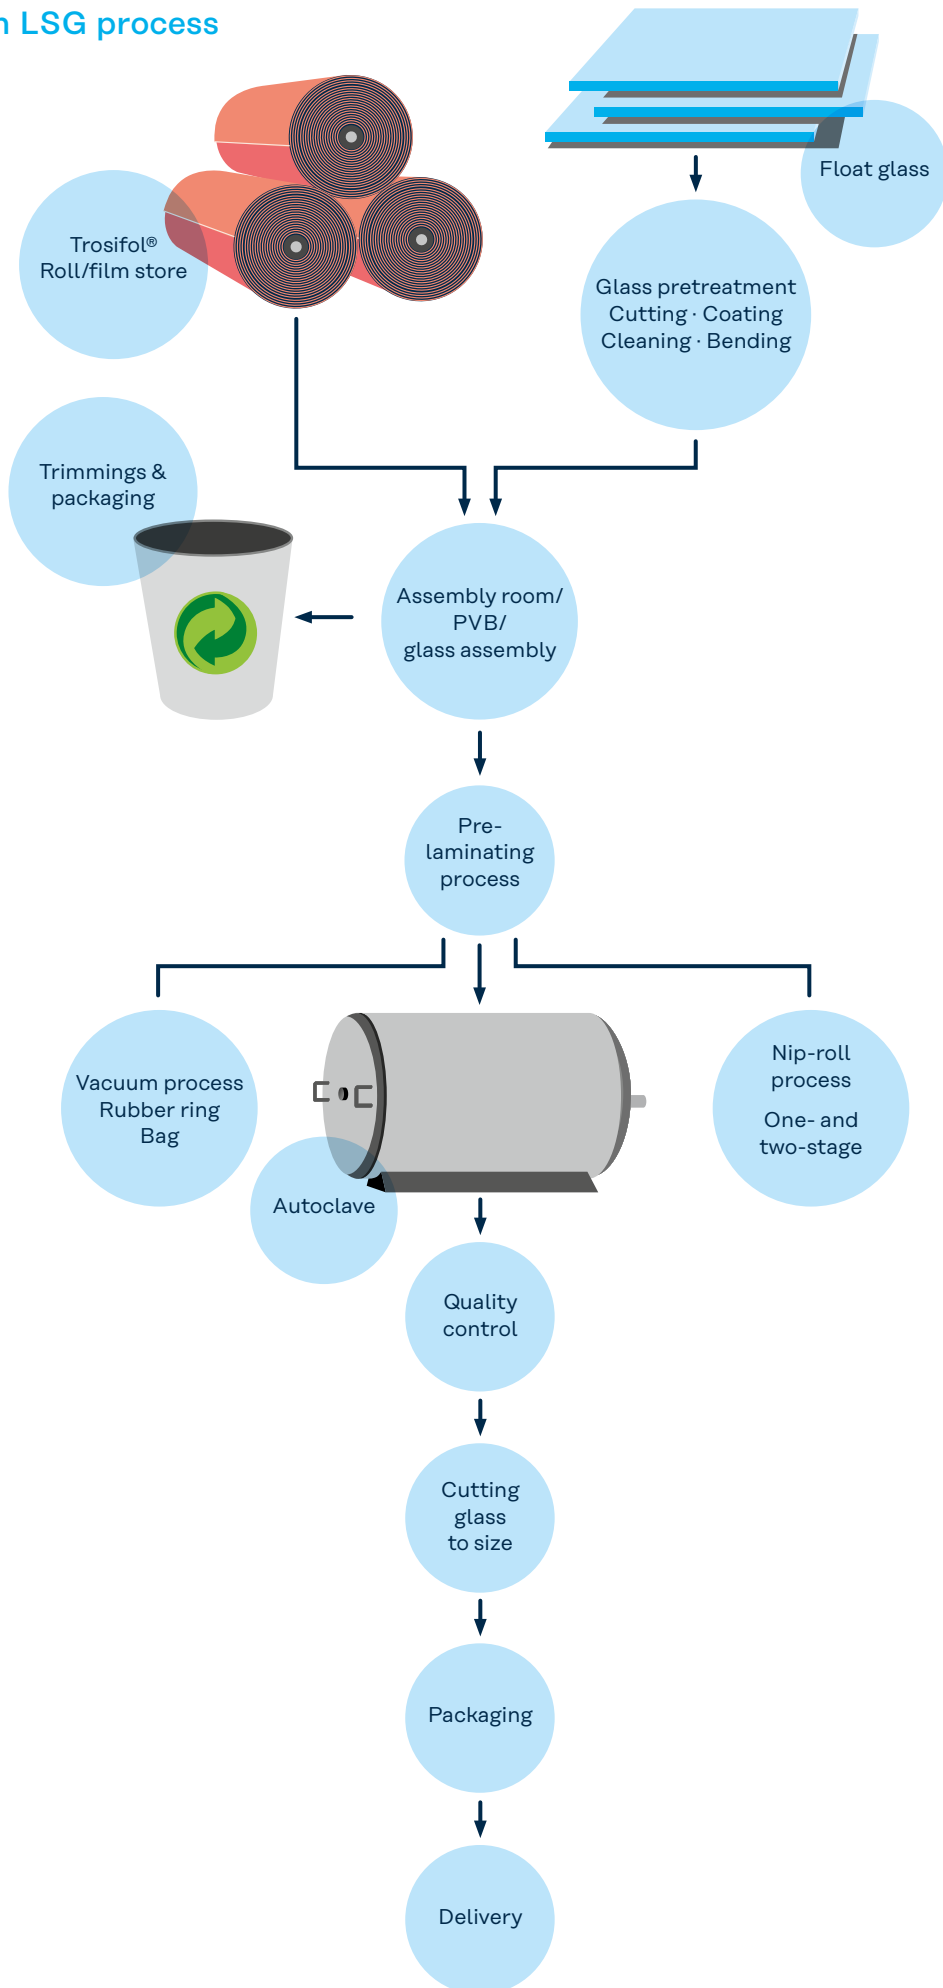 LSG process
Float glass
Trosifol®
Roll/film store
Glass pretreatment
Cutting · Coating
Cleaning · Bending
Trimmings &
packaging
Assembly room/
PVB/
glass assembly
Pre-
laminating
process
Vacuum process
Rubber ring
Bag
Nip-roll
process
One- and
two-stage
Autoclave
Quality
control
Cutting
glass
to size
Packaging
Delivery